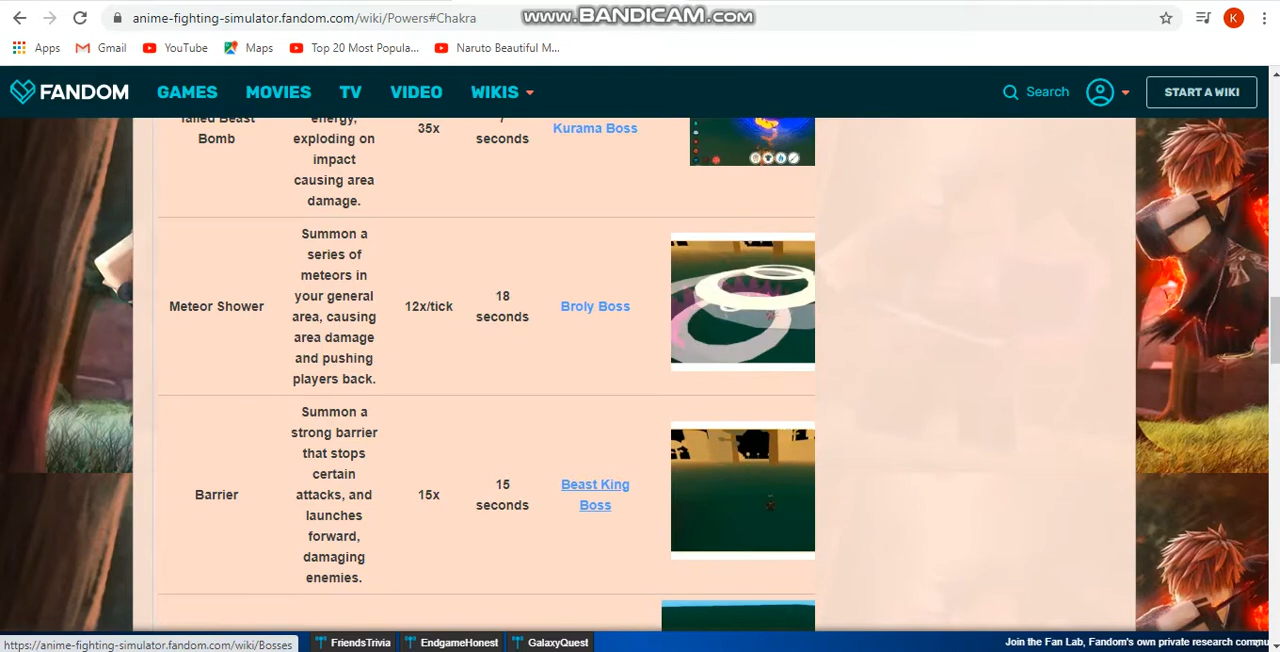 anime-fighting-simulator.fandom.com/wiki/Powers#Chakra
WWW.BANDICAM.COM
K
Apps Gmail YouTube Maps Top 20 Most Popula... Naruto Beautiful M...
FANDOM GAMES MOVIES TV VIDEO WIKIS Search START A WIKI
Tailed Beast
Bomb
energy,
exploding on
impact
causing area
damage.
35x
7
seconds
Kurama Boss
Meteor Shower
Summon a
series of
meteors in
your general
area, causing
area damage
and pushing
players back.
12x/tick
18
seconds
Broly Boss
Barrier
Summon a
strong barrier
that stops
certain
attacks, and
launches
forward,
damaging
enemies.
15x
15
seconds
Beast King
Boss
https://anime-fighting-simulator.fandom.com/wiki/Bosses
FriendsTrivia EndgameHonest GalaxyQuest
Join the Fan Lab, Fandom's own private research